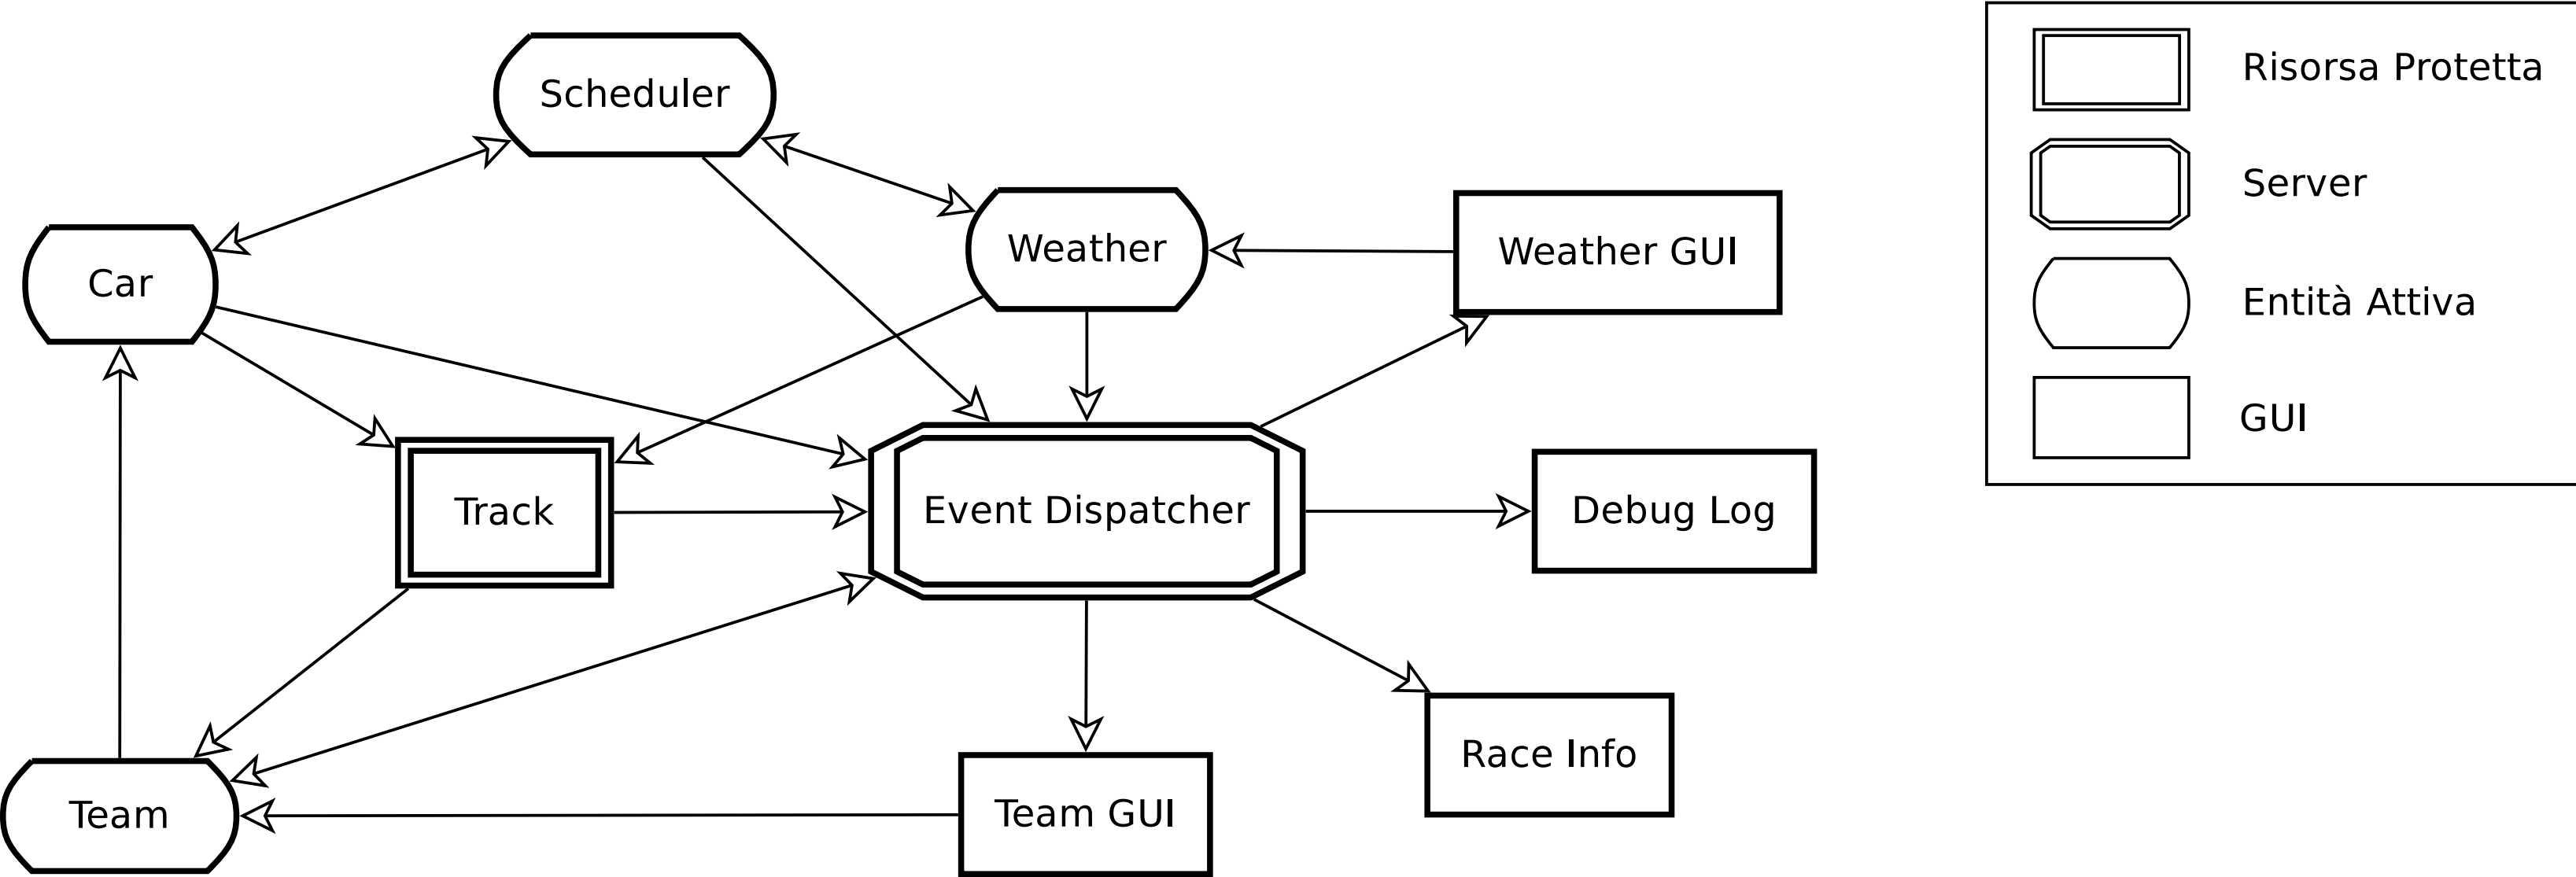 Scheduler
Risorsa Protetta
Server
Weather
Weather GUI
Car
Entità Attiva
GUI
Track
Event Dispatcher
Debug Log
Race Info
Team
Team GUI